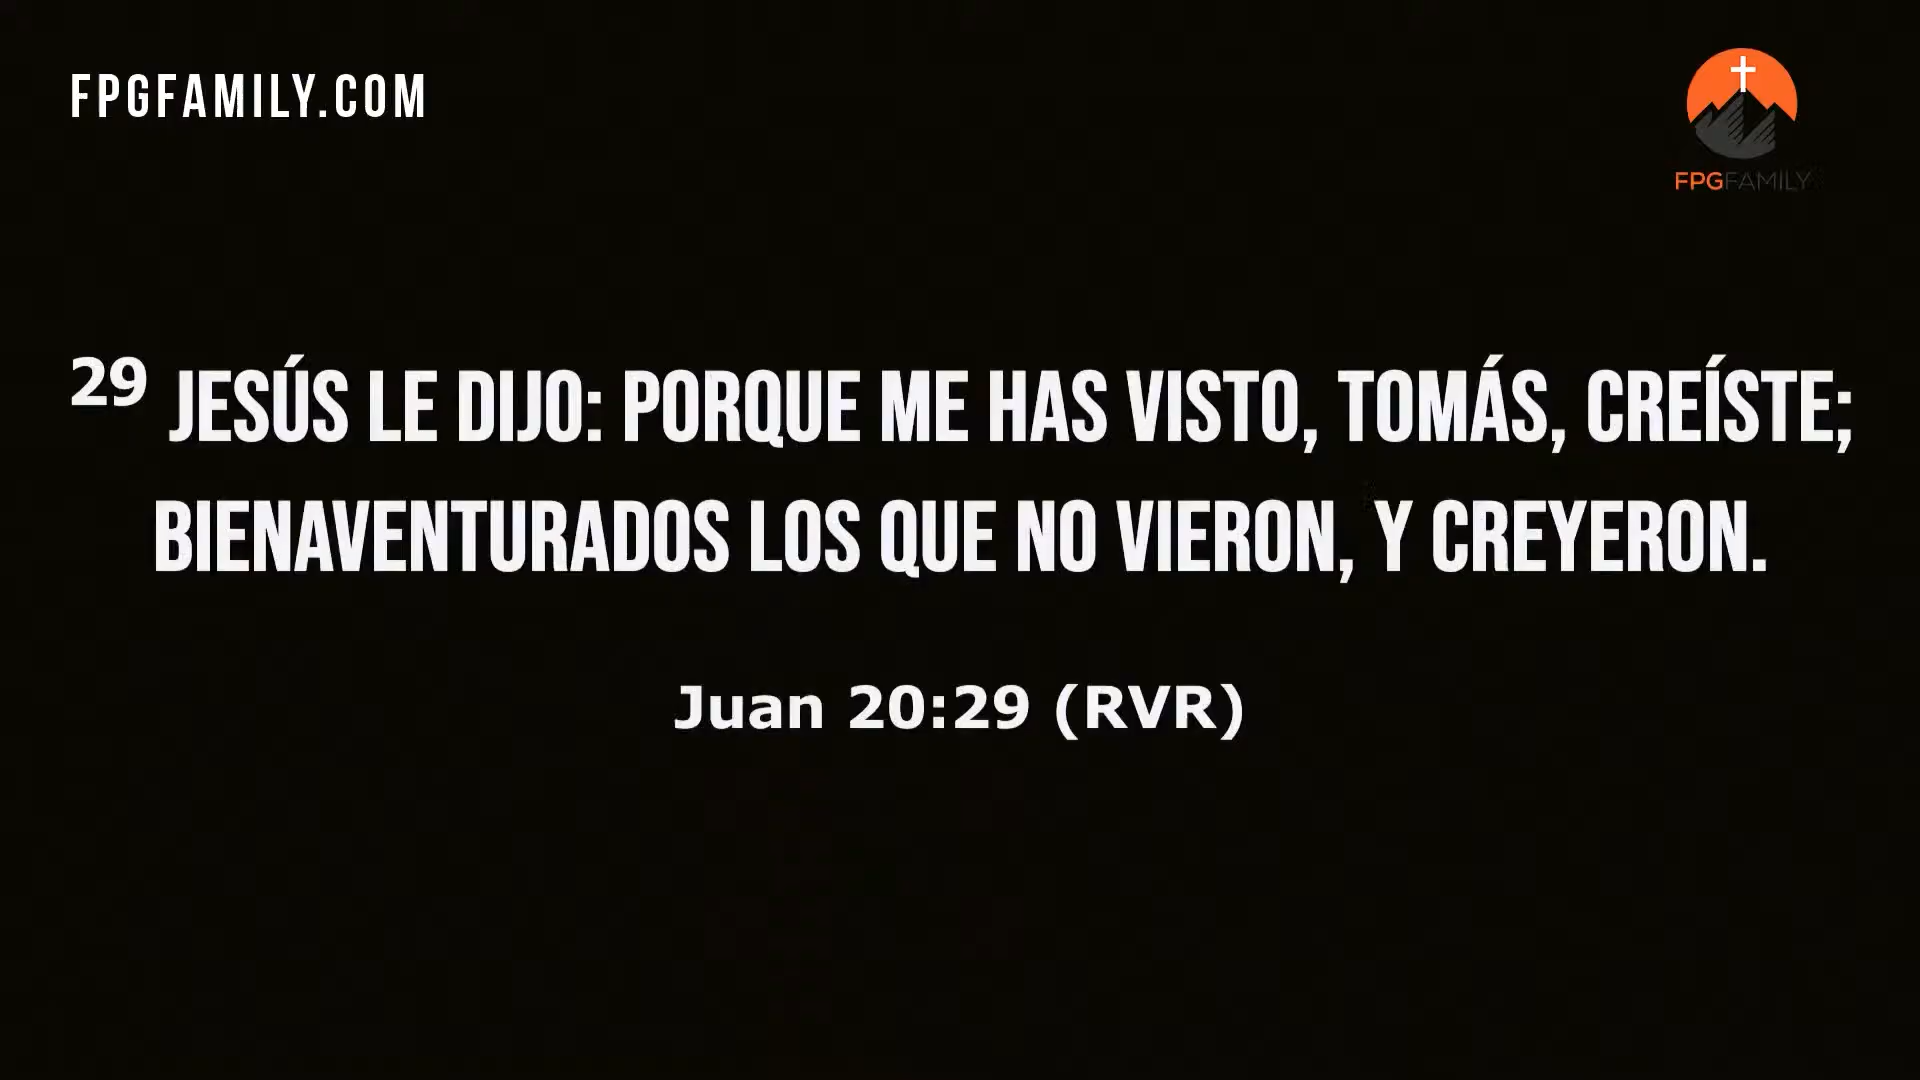 FPGFAMILY.COM
FPGFAMILY
29 JESÚS LE DIJO: PORQUE ME HAS VISTO, TOMÁS, CREÍSTE;
BIENAVENTURADOS LOS QUE NO VIERON, Y CREYERON.
Juan 20:29 (RVR)